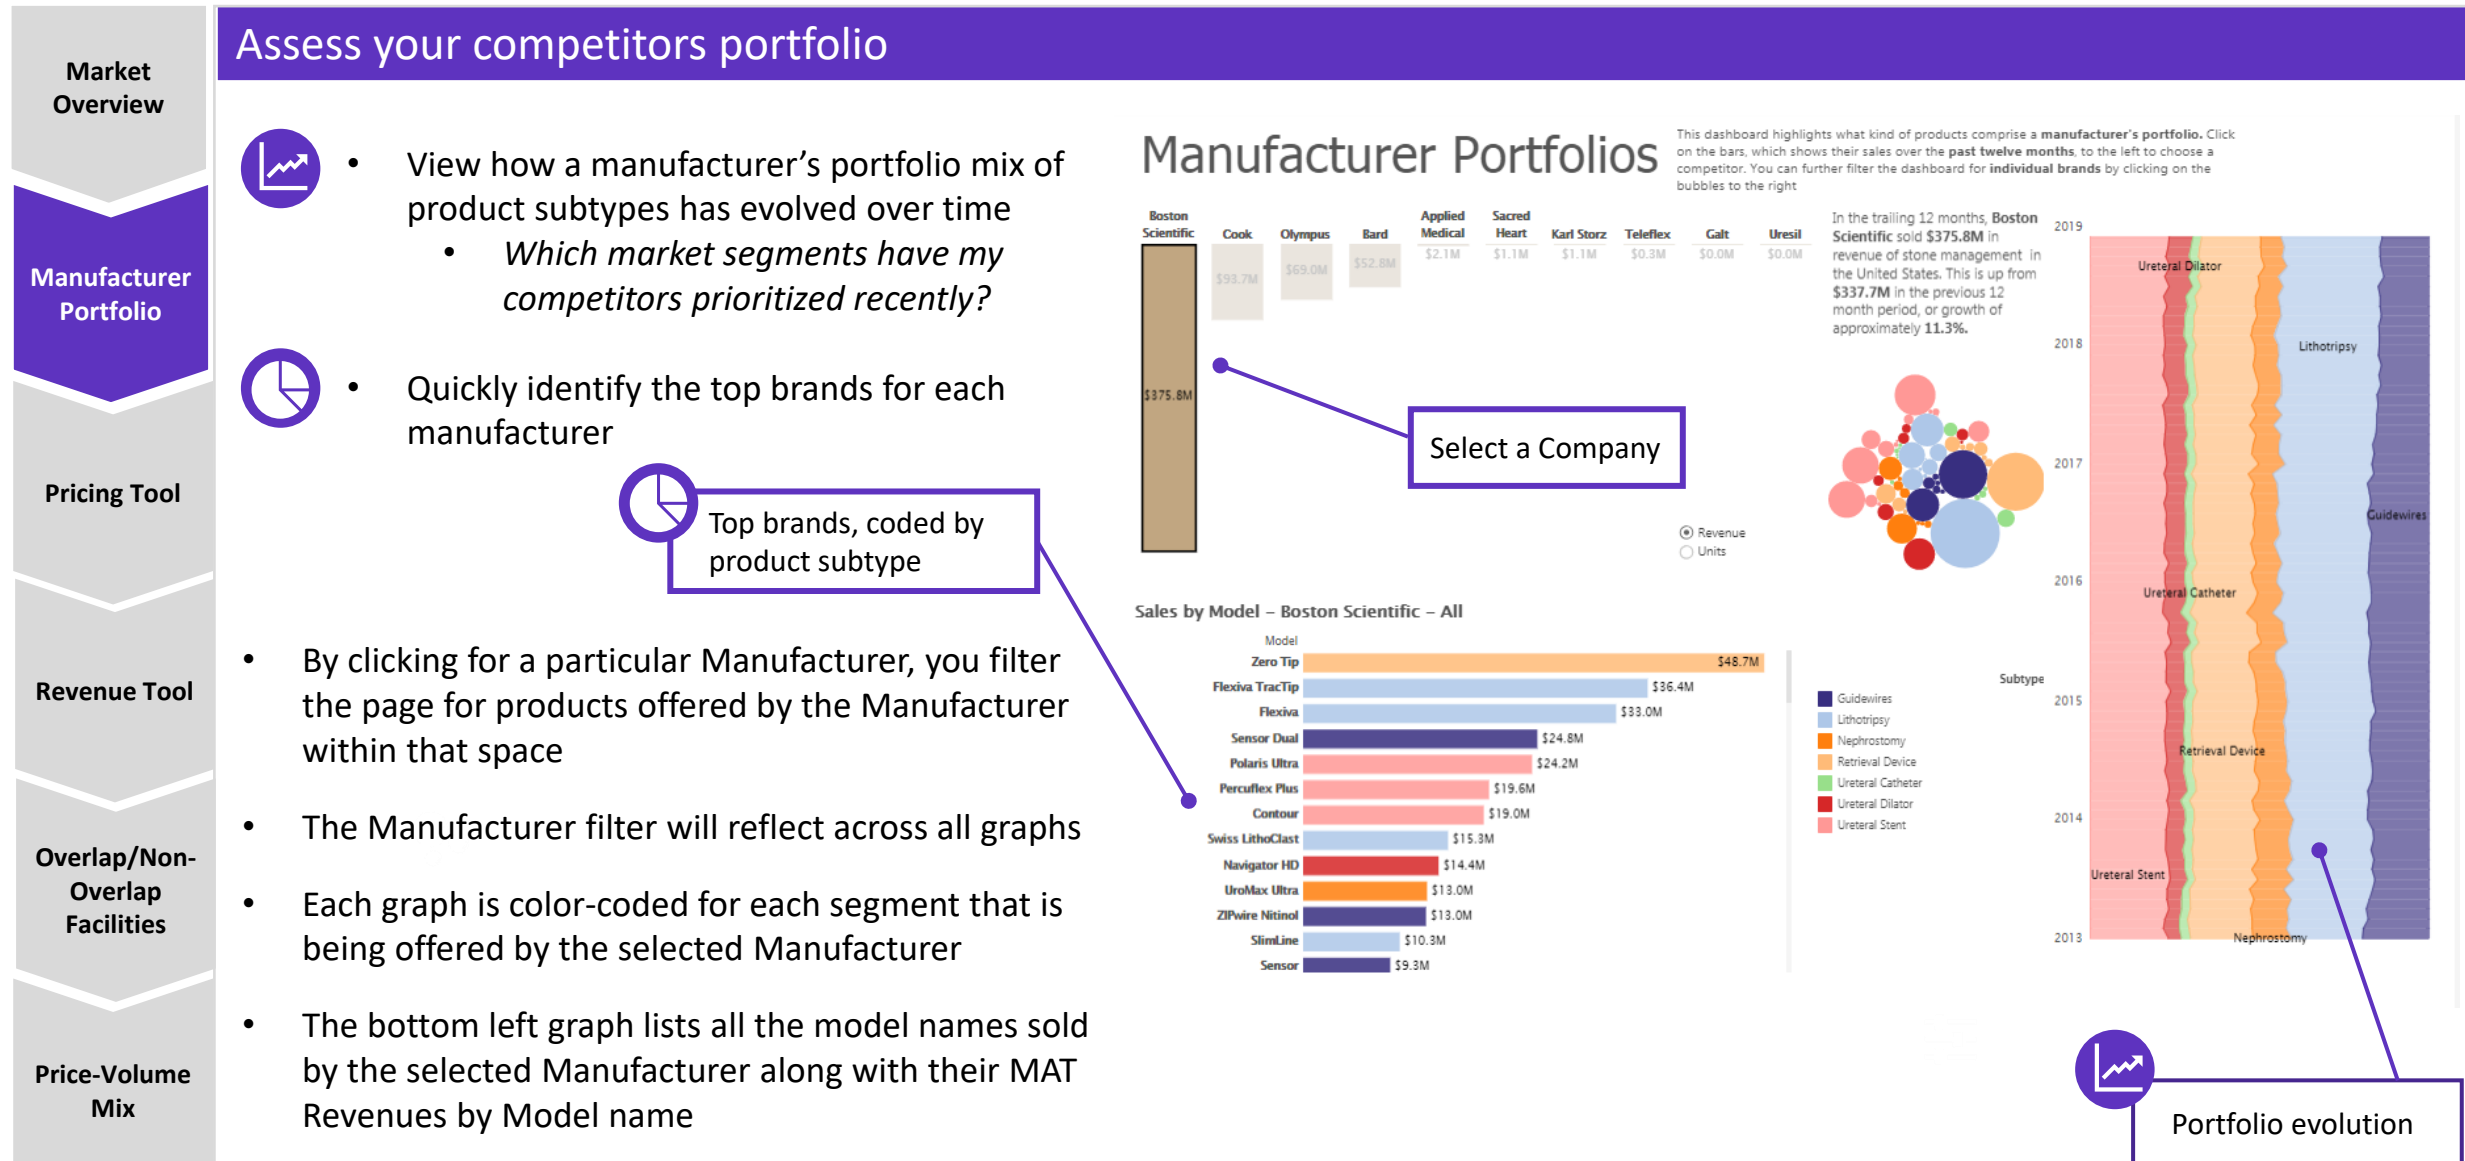 Assess your competitors portfolio
Market
Overview
Manufacturer
Portfolio
Pricing Tool
Revenue Tool
Overlap/Non-
Overlap
Facilities
Price-Volume
Mix
• View how a manufacturer’s portfolio mix of
product subtypes has evolved over time
• Which market segments have my
competitors prioritized recently?
• Quickly identify the top brands for each
manufacturer
Top brands, coded by
product subtype
• By clicking for a particular Manufacturer, you filter
the page for products offered by the Manufacturer
within that space
• The Manufacturer filter will reflect across all graphs
• Each graph is color-coded for each segment that is
being offered by the selected Manufacturer
• The bottom left graph lists all the model names sold
by the selected Manufacturer along with their MAT
Revenues by Model name
Manufacturer Portfolios
This dashboard highlights what kind of products comprise a manufacturer's portfolio. Click
on the bars, which shows their sales over the past twelve months, to the left to choose a
competitor. You can further filter the dashboard for individual brands by clicking on the
bubbles to the right
Boston
Scientific
Cook
Olympus
Bard
Applied
Medical
Sacred
Heart
Karl Storz
Teleflex
Galt
Uresil
$375.8M
$93.7M
$69.0M
$52.8M
$2.1M
$1.1M
$1.1M
$0.3M
$0.0M
$0.0M
Select a Company
In the trailing 12 months, Boston
Scientific sold $375.8M in
revenue of stone management in
the United States. This is up from
$337.7M in the previous 12
month period, or growth of
approximately 11.3%.
Revenue
Units
Sales by Model – Boston Scientific – All
Model
Zero Tip $48.7M
Flexiva TracTip $36.4M
Flexiva $33.0M
Sensor Dual $24.8M
Polaris Ultra $24.2M
Percuflex Plus $19.6M
Contour $19.0M
Swiss LithoClast $15.3M
Navigator HD $14.4M
UroMax Ultra $13.0M
ZIPwire Nitinol $13.0M
SlimLine $10.3M
Sensor $9.3M
Subtype
Guidewires
Lithotripsy
Nephrostomy
Retrieval Device
Ureteral Catheter
Ureteral Dilator
Ureteral Stent
2019
2018
2017
2016
2015
2014
2013
Ureteral Dilator
Lithotripsy
Guidewires
Ureteral Catheter
Retrieval Device
Ureteral Stent
Nephrostomy
Portfolio evolution